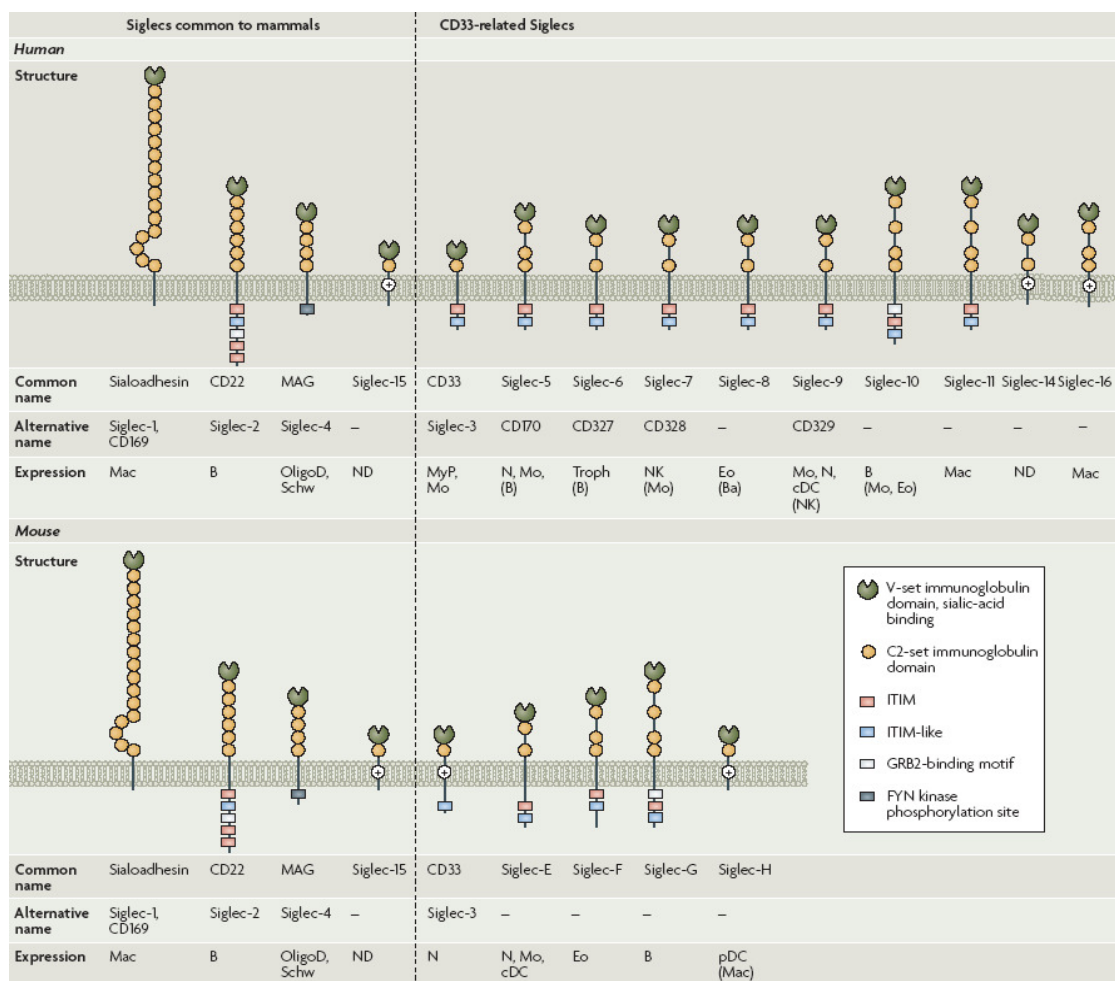 Siglecs common to mammals CD33-related Siglecs
Human
Structure
+ + +
Common name Sialoadhesin CD22 MAG Siglec-15 CD33 Siglec-5 Siglec-6 Siglec-7 Siglec-8 Siglec-9 Siglec-10 Siglec-11 Siglec-14 Siglec-16
Alternative name Siglec-1, CD169 Siglec-2 Siglec-4 – Siglec-3 CD170 CD327 CD328 – CD329 – – – –
Expression Mac B OligoD, Schw ND MyP, Mo N, Mo, (B) Troph (B) NK (Mo) Eo (Ba) Mo, N, cDC (NK) B (Mo, Eo) Mac ND Mac
Mouse
Structure
+ + +
V-set immunoglobulin
domain, sialic-acid
binding
C2-set immunoglobulin
domain
ITIM
ITIM-like
GRB2-binding motif
FYN kinase
phosphorylation site
Common name Sialoadhesin CD22 MAG Siglec-15 CD33 Siglec-E Siglec-F Siglec-G Siglec-H
Alternative name Siglec-1, CD169 Siglec-2 Siglec-4 – Siglec-3 – – – –
Expression Mac B OligoD, Schw ND N N, Mo, cDC Eo B pDC (Mac)